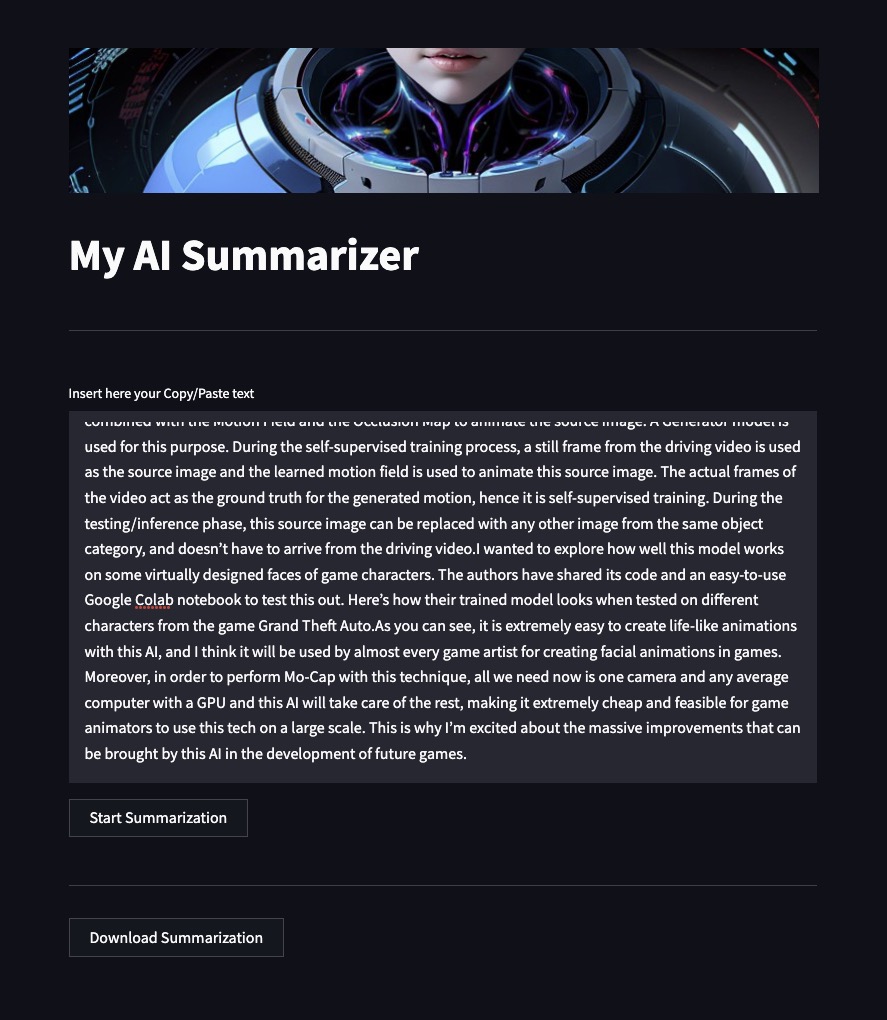 My AI Summarizer
Insert here your Copy/Paste text
combined with the Motion Field and the Occlusion Map to animate the source image. A Generator model is
used for this purpose. During the self-supervised training process, a still frame from the driving video is used
as the source image and the learned motion field is used to animate this source image. The actual frames of
the video act as the ground truth for the generated motion, hence it is self-supervised training. During the
testing/inference phase, this source image can be replaced with any other image from the same object
category, and doesn’t have to arrive from the driving video.I wanted to explore how well this model works
on some virtually designed faces of game characters. The authors have shared its code and an easy-to-use
Google Colab notebook to test this out. Here’s how their trained model looks when tested on different
characters from the game Grand Theft Auto.As you can see, it is extremely easy to create life-like animations
with this AI, and I think it will be used by almost every game artist for creating facial animations in games.
Moreover, in order to perform Mo-Cap with this technique, all we need now is one camera and any average
computer with a GPU and this AI will take care of the rest, making it extremely cheap and feasible for game
animators to use this tech on a large scale. This is why I’m excited about the massive improvements that can
be brought by this AI in the development of future games.
Start Summarization
Download Summarization